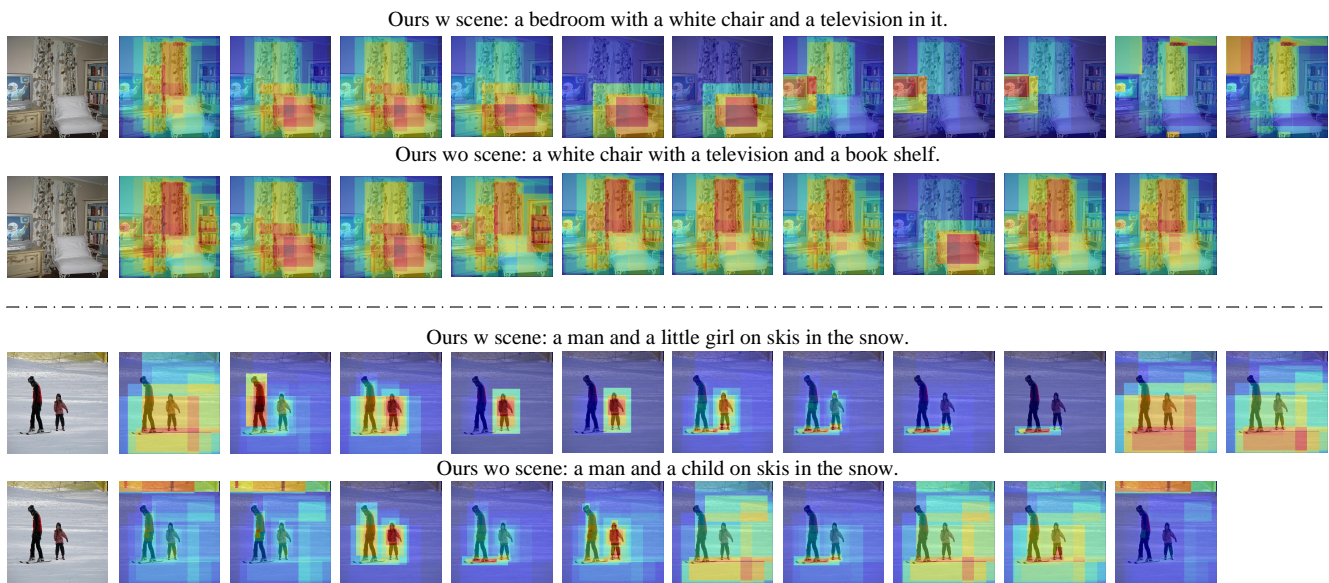 Ours w scene: a bedroom with a white chair and a television in it.
Ours wo scene: a white chair with a television and a book shelf.
Ours w scene: a man and a little girl on skis in the snow.
Ours wo scene: a man and a child on skis in the snow.